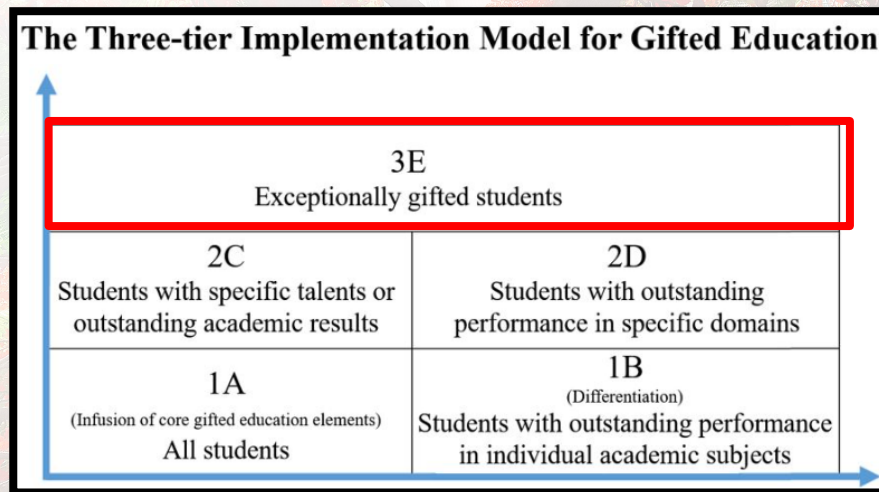 The Three-tier Implementation Model for Gifted Education
3E
Exceptionally gifted students
2C
Students with specific talents or
outstanding academic results
2D
Students with outstanding
performance in specific domains
1A
(Infusion of core gifted education elements)
All students
1B
(Differentiation)
Students with outstanding performance
in individual academic subjects